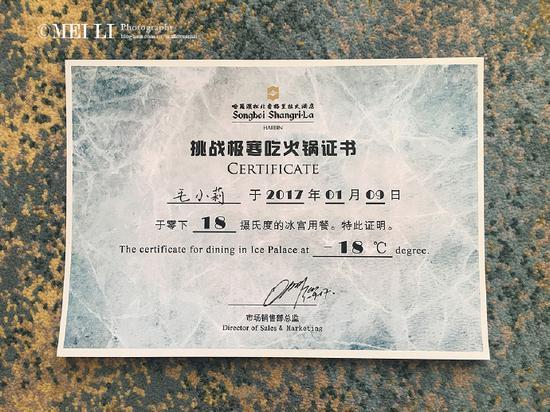 ©MEI LI Photography
哈尔滨松北香格里拉大酒店
Songbei Shangri-La
HARBIN
挑战极寒吃火锅证书
CERTIFICATE
毛小莉 于 2017 年 01 月 09 日
于零下 18 摄氏度的冰宫用餐。特此证明。
The certificate for dining in Ice Palace at -18 ℃ degree.
市场销售部总监
Director of Sales & Marketing